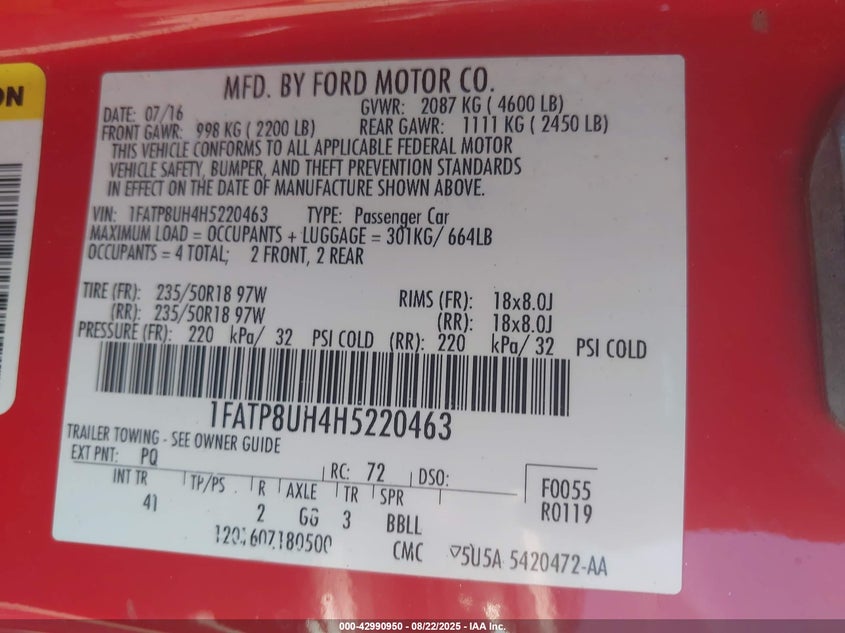 ON
MFD. BY FORD MOTOR CO.
DATE: 07/16 GVWR: 2087 KG ( 4600 LB)
FRONT GAWR: 998 KG ( 2200 LB) REAR GAWR: 1111 KG ( 2450 LB)
THIS VEHICLE CONFORMS TO ALL APPLICABLE FEDERAL MOTOR
VEHICLE SAFETY, BUMPER, AND THEFT PREVENTION STANDARDS
IN EFFECT ON THE DATE OF MANUFACTURE SHOWN ABOVE.
VIN: 1FATP8UH4H5220463 TYPE: Passenger Car
MAXIMUM LOAD = OCCUPANTS + LUGGAGE = 301KG/ 664LB
OCCUPANTS = 4 TOTAL; 2 FRONT, 2 REAR
TIRE (FR): 235/50R18 97W RIMS (FR): 18x8.0J
(RR): 235/50R18 97W (RR): 18x8.0J
PRESSURE (FR): 220 kPa/ 32 PSI COLD (RR): 220 kPa/ 32 PSI COLD
1FATP8UH4H5220463
TRAILER TOWING - SEE OWNER GUIDE
EXT PNT: PQ RC: 72 DSO:
INT TR TP/PS R AXLE TR SPR F0055
41 2 GG 3 BBLL R0119
CMC 5U5A 5420472-AA
000-42990950 - 08/22/2025 - IAA Inc.